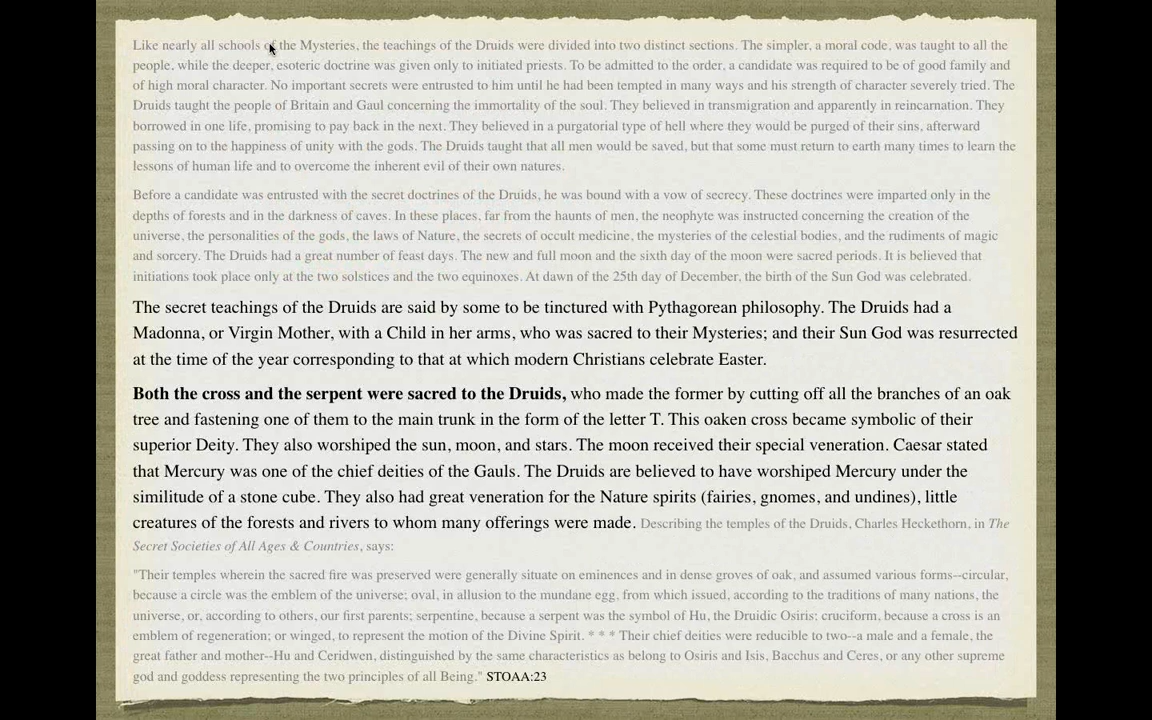 Like nearly all schools of the Mysteries, the teachings of the Druids were divided into two distinct sections. The simpler, a moral code, was taught to all the
people, while the deeper, esoteric doctrine was given only to initiated priests. To be admitted to the order, a candidate was required to be of good family and
of high moral character. No important secrets were entrusted to him until he had been tempted in many ways and his strength of character severely tried. The
Druids taught the people of Britain and Gaul concerning the immortality of the soul. They believed in transmigration and apparently in reincarnation. They
borrowed in one life, promising to pay back in the next. They believed in a purgatorial type of hell where they would be purged of their sins, afterward
passing on to the happiness of unity with the gods. The Druids taught that all men would be saved, but that some must return to earth many times to learn the
lessons of human life and to overcome the inherent evil of their own natures.
Before a candidate was entrusted with the secret doctrines of the Druids, he was bound with a vow of secrecy. These doctrines were imparted only in the
depths of forests and in the darkness of caves. In these places, far from the haunts of men, the neophyte was instructed concerning the creation of the
universe, the personalities of the gods, the laws of Nature, the secrets of occult medicine, the mysteries of the celestial bodies, and the rudiments of magic
and sorcery. The Druids had a great number of feast days. The new and full moon and the sixth day of the moon were sacred periods. It is believed that
initiations took place only at the two solstices and the two equinoxes. At dawn of the 25th day of December, the birth of the Sun God was celebrated.
The secret teachings of the Druids are said by some to be tinctured with Pythagorean philosophy. The Druids had a
Madonna, or Virgin Mother, with a Child in her arms, who was sacred to their Mysteries; and their Sun God was resurrected
at the time of the year corresponding to that at which modern Christians celebrate Easter.
Both the cross and the serpent were sacred to the Druids, who made the former by cutting off all the branches of an oak
tree and fastening one of them to the main trunk in the form of the letter T. This oaken cross became symbolic of their
superior Deity. They also worshiped the sun, moon, and stars. The moon received their special veneration. Caesar stated
that Mercury was one of the chief deities of the Gauls. The Druids are believed to have worshiped Mercury under the
similitude of a stone cube. They also had great veneration for the Nature spirits (fairies, gnomes, and undines), little
creatures of the forests and rivers to whom many offerings were made. Describing the temples of the Druids, Charles Heckethorn, in The
Secret Societies of All Ages & Countries, says:
"Their temples wherein the sacred fire was preserved were generally situate on eminences and in dense groves of oak, and assumed various forms--circular,
because a circle was the emblem of the universe; oval, in allusion to the mundane egg, from which issued, according to the traditions of many nations, the
universe, or, according to others, our first parents; serpentine, because a serpent was the symbol of Hu, the Druidic Osiris; cruciform, because a cross is an
emblem of regeneration; or winged, to represent the motion of the Divine Spirit. * * * Their chief deities were reducible to two--a male and a female, the
great father and mother--Hu and Ceridwen, distinguished by the same characteristics as belong to Osiris and Isis, Bacchus and Ceres, or any other supreme
god and goddess representing the two principles of all Being." STOAA:23